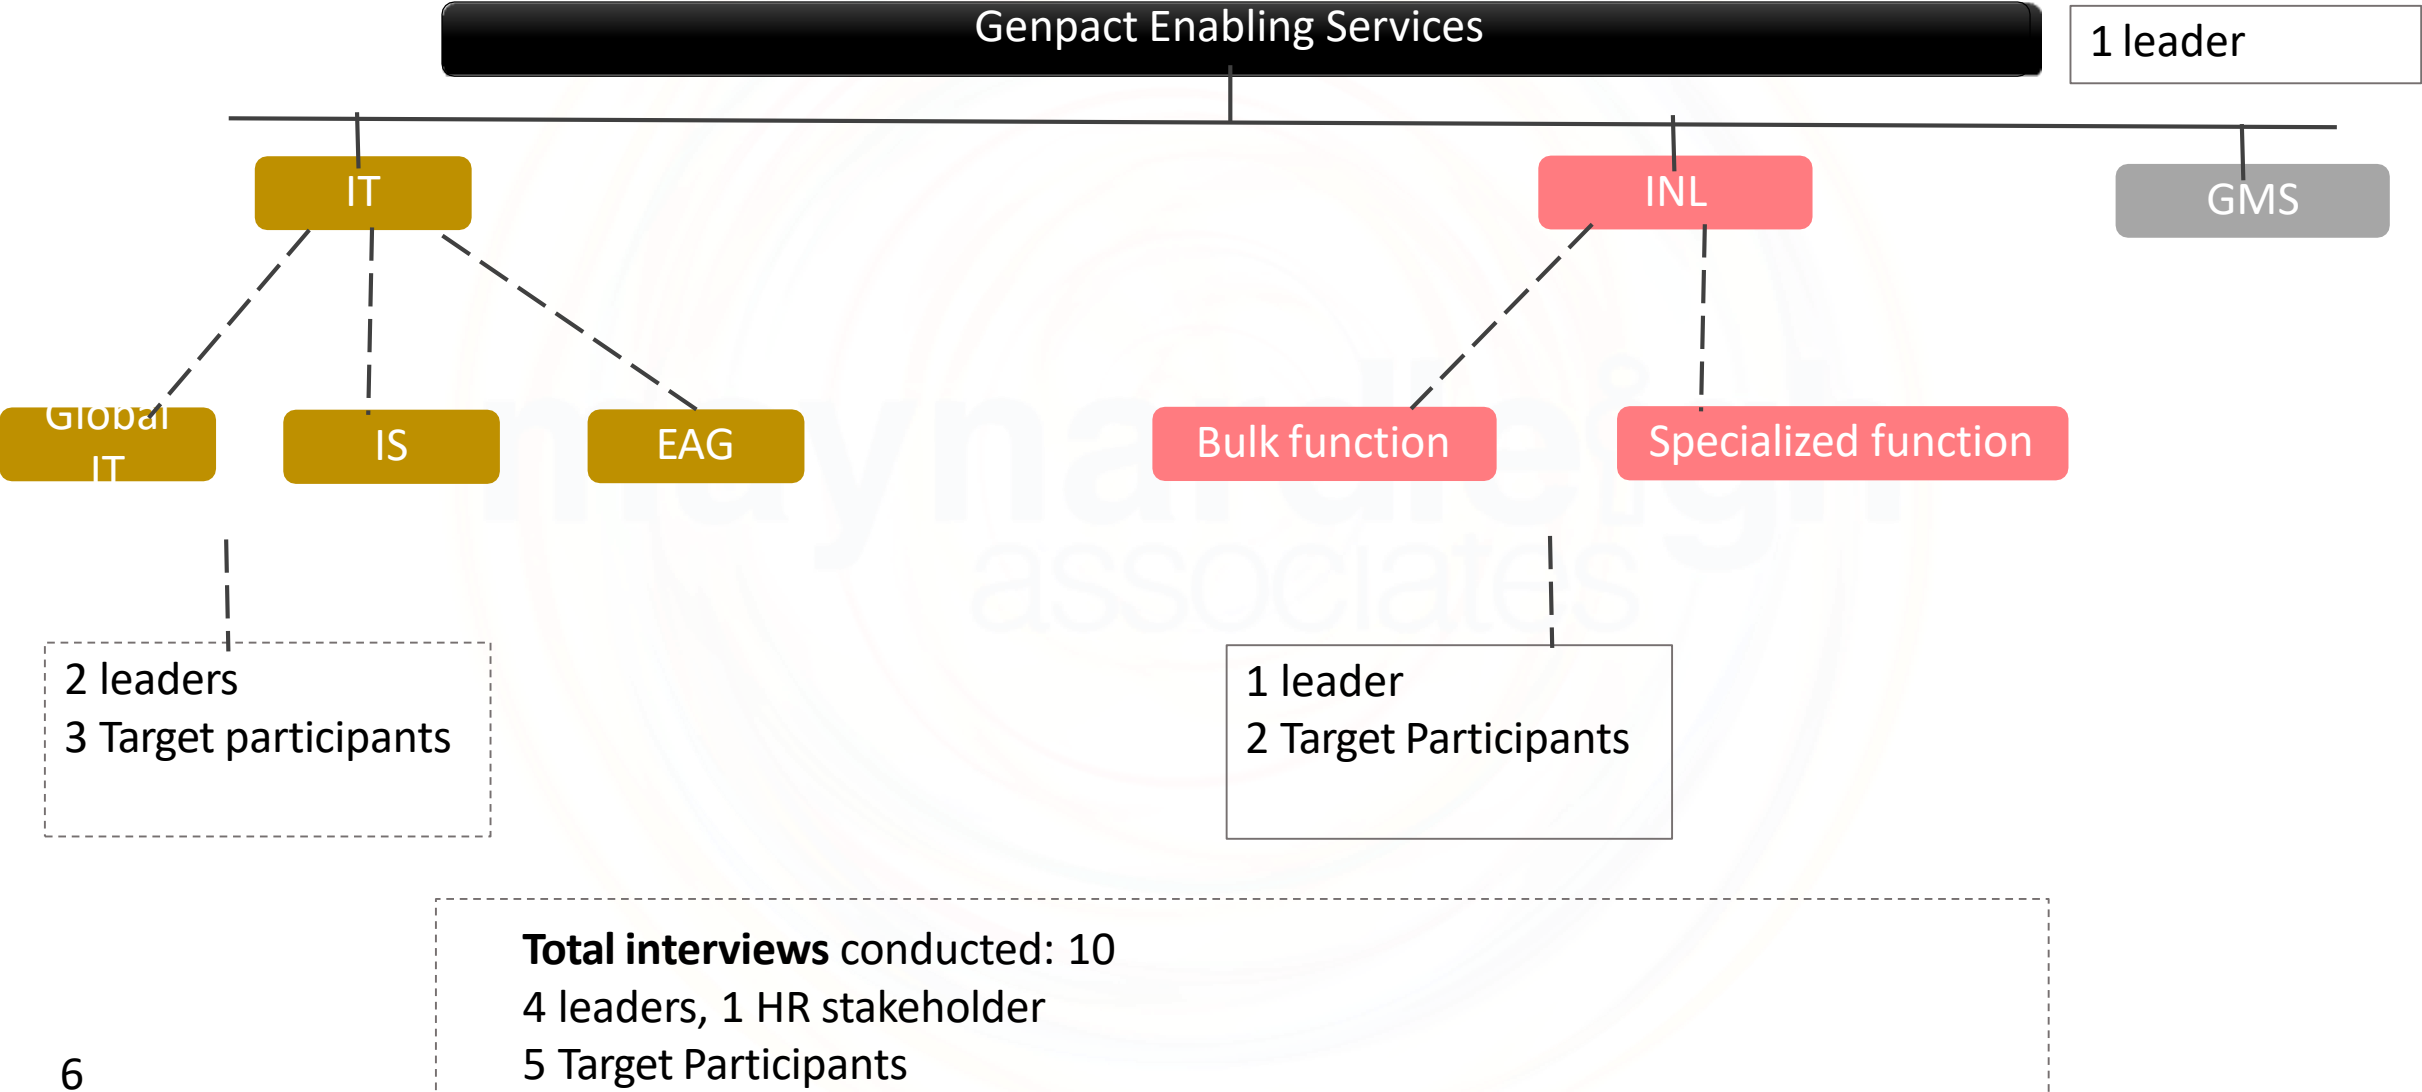 Genpact Enabling Services
1 leader
IT
INL
GMS
Global
IT
IS
EAG
Bulk function
Specialized function
maynardleigh
associates
2 leaders
3 Target participants
1 leader
2 Target Participants
Total interviews conducted: 10
4 leaders, 1 HR stakeholder
5 Target Participants
6